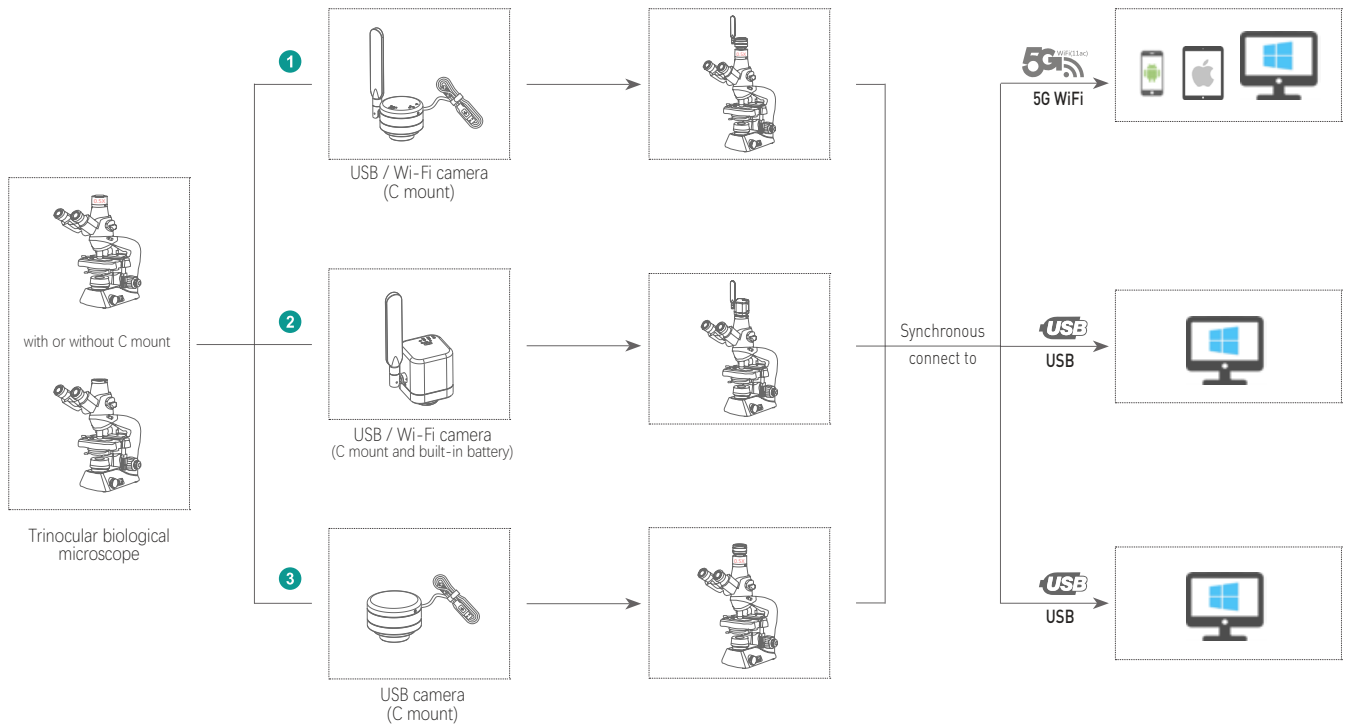 1
USB / Wi-Fi camera
(C mount)
2
USB / Wi-Fi camera
(C mount and built-in battery)
3
USB camera
(C mount)
with or without C mount
Trinocular biological
microscope
Synchronous
connect to
5G WiFi(11ac)
5G WiFi
USB
USB
USB
USB